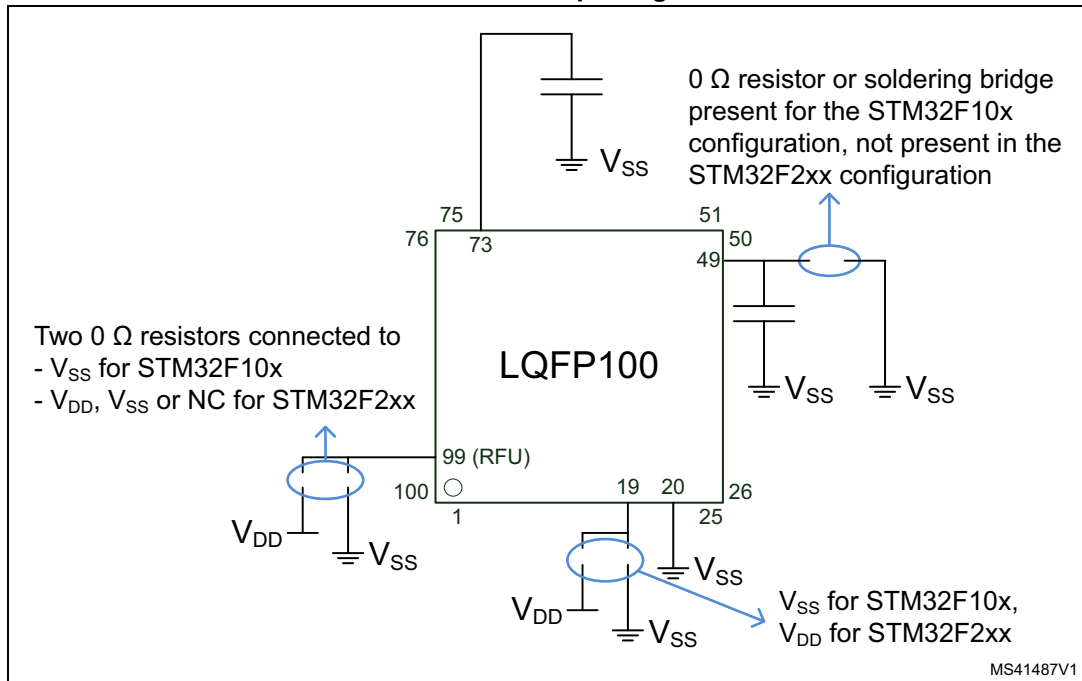 0 Ω resistor or soldering bridge
present for the STM32F10x
configuration, not present in the
STM32F2xx configuration
VSS
75
51
76
73
50
49
Two 0 Ω resistors connected to
- VSS for STM32F10x
- VDD, VSS or NC for STM32F2xx
LQFP100
VSS
VSS
99 (RFU)
100
19
20
26
1
25
VDD
VSS
VSS
VDD
VSS
VSS for STM32F10x,
VDD for STM32F2xx
MS41487V1